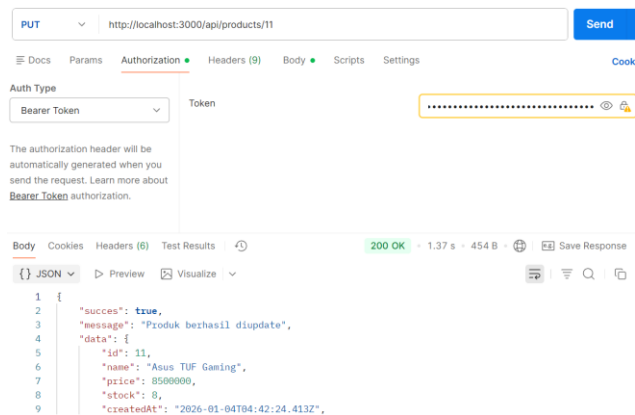 PUT http://localhost:3000/api/products/11 Send
Docs Params Authorization Headers (9) Body Scripts Settings Cook
Auth Type
Bearer Token
Token
The authorization header will be
automatically generated when you
send the request. Learn more about
Bearer Token authorization.
Body Cookies Headers (6) Test Results 200 OK 1.37 s 454 B Save Response
{} JSON Preview Visualize
1 {
2 "succes": true,
3 "message": "Produk berhasil diupdate",
4 "data": {
5 "id": 11,
6 "name": "Asus TUF Gaming",
7 "price": 8500000,
8 "stock": 8,
9 "createdAt": "2026-01-04T04:42:24.413Z",